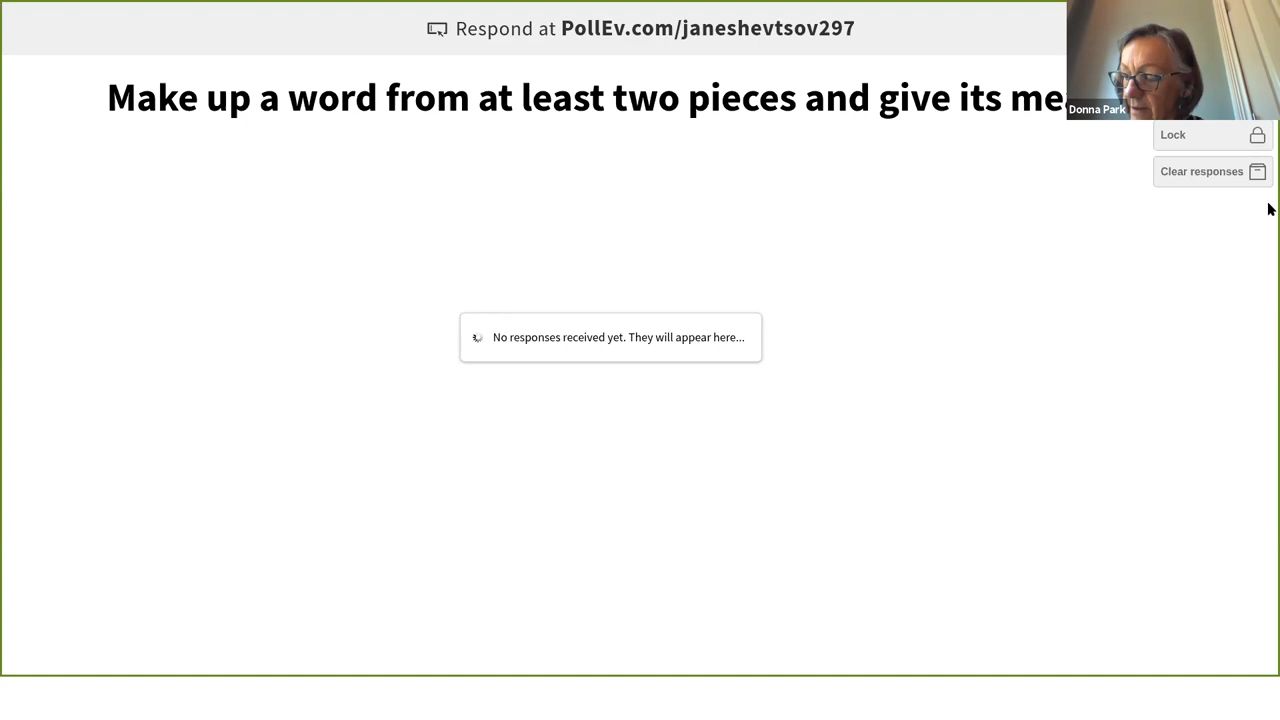 Respond at PollEv.com/janeshevtsov297
Make up a word from at least two pieces and give its
Donna Park
Lock
Clear responses
No responses received yet. They will appear here...